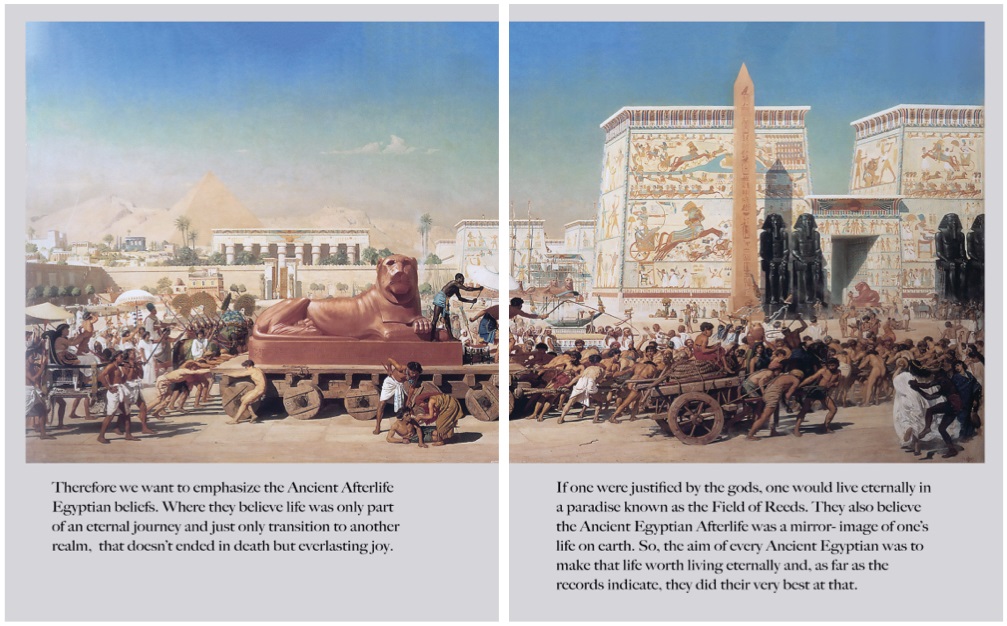 Therefore we want to emphasize the Ancient Afterlife
Egyptian beliefs. Where they believe life was only part
of an eternal journey and just only transition to another
realm,  that doesn't ended in death but everlasting joy.
If one were justified by the gods, one would live eternally in
a paradise known as the Field of Reeds. They also believe
the Ancient Egyptian Afterlife was a mirror- image of one's
life on earth. So, the aim of every Ancient Egyptian was to
make that life worth living eternally and, as far as the
records indicate, they did their very best at that.